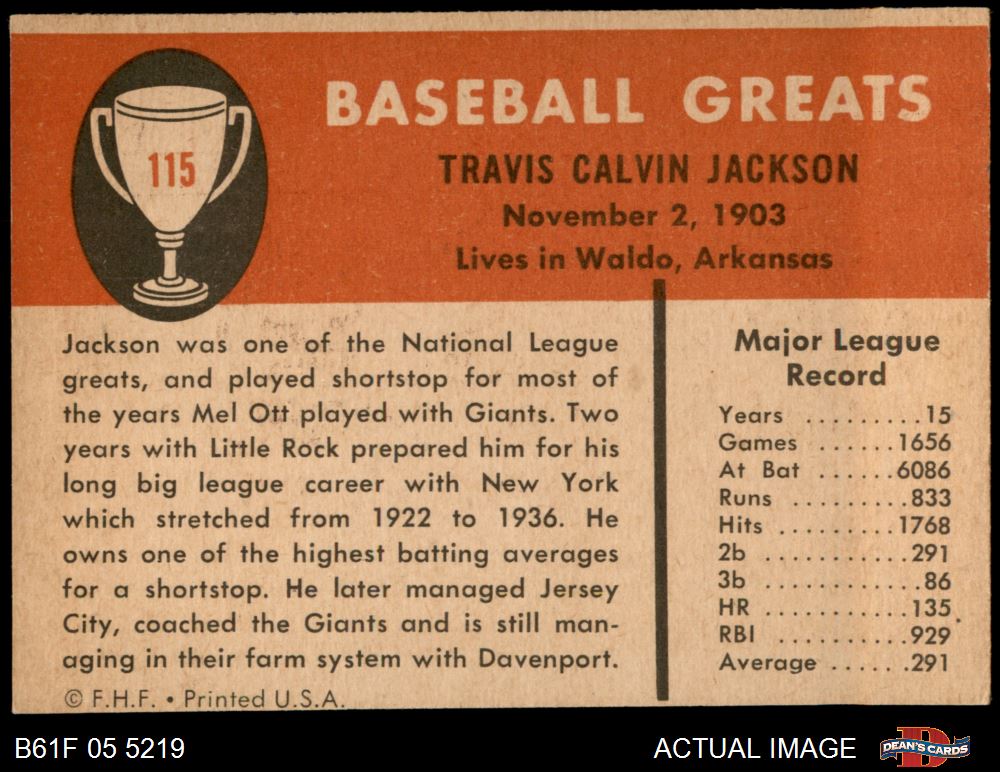 115
BASEBALL GREATS
TRAVIS CALVIN JACKSON
November 2, 1903
Lives in Waldo, Arkansas
Jackson was one of the National League
greats, and played shortstop for most of
the years Mel Ott played with Giants. Two
years with Little Rock prepared him for his
long big league career with New York
which stretched from 1922 to 1936. He
owns one of the highest batting averages
for a shortstop. He later managed Jersey
City, coached the Giants and is still man-
aging in their farm system with Davenport.
© F.H.F. • Printed U.S.A.
Major League
Record
Years .........15
Games ......1656
At Bat ......6086
Runs ........833
Hits .........1768
2b ..........291
3b ...........86
HR ..........135
RBI .........929
Average ......291
B61F 05 5219
ACTUAL IMAGE
DEAN'S CARDS